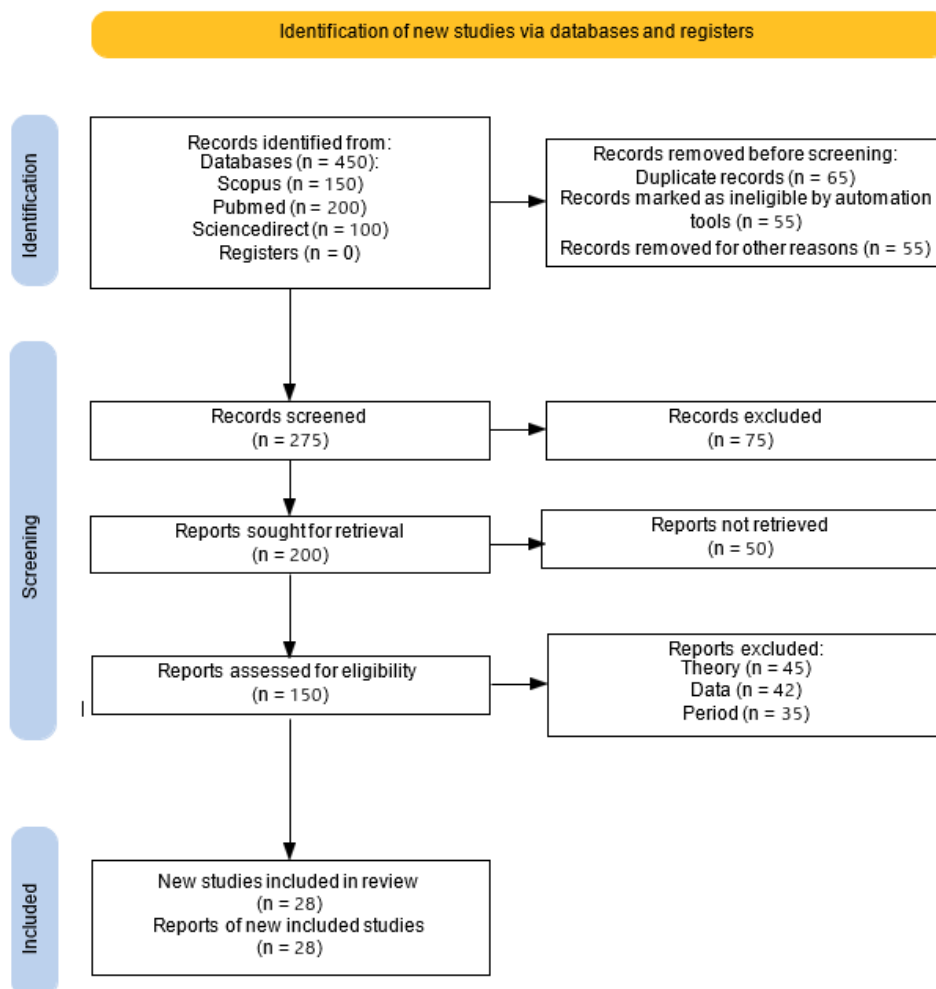 Identification of new studies via databases and registers
Identification
Records identified from:
Databases (n = 450):
Scopus (n = 150)
Pubmed (n = 200)
Sciencedirect (n = 100)
Registers (n = 0)
Records removed before screening:
Duplicate records (n = 65)
Records marked as ineligible by automation
tools (n = 55)
Records removed for other reasons (n = 55)
Screening
Records screened
(n = 275)
Records excluded
(n = 75)
Reports sought for retrieval
(n = 200)
Reports not retrieved
(n = 50)
Reports assessed for eligibility
(n = 150)
Reports excluded:
Theory (n = 45)
Data (n = 42)
Period (n = 35)
Included
New studies included in review
(n = 28)
Reports of new included studies
(n = 28)